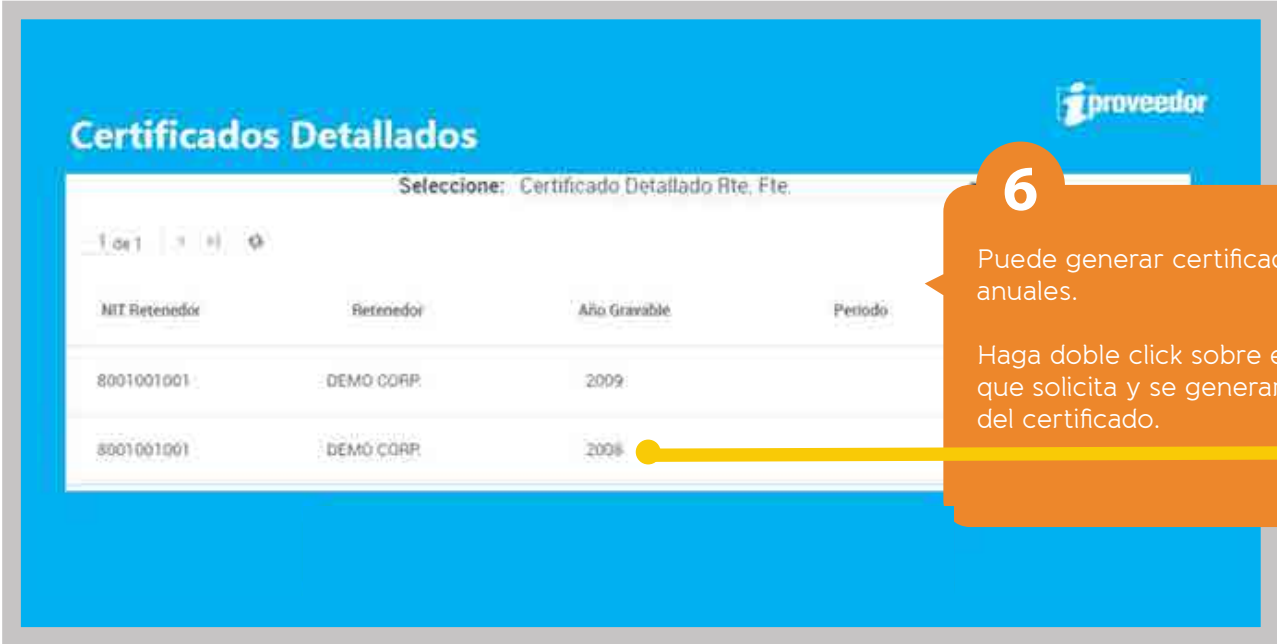 iproveedor
Certificados Detallados
Seleccione: Certificado Detallado Rte. Fte.
1 de 1
NIT Retenedor Retenedor Año Gravable Periodo
8001001001 DEMO CORP. 2009
8001001001 DEMO CORP. 2008
6
Puede generar certificad
anuales.
Haga doble click sobre e
que solicita y se generar
del certificado.